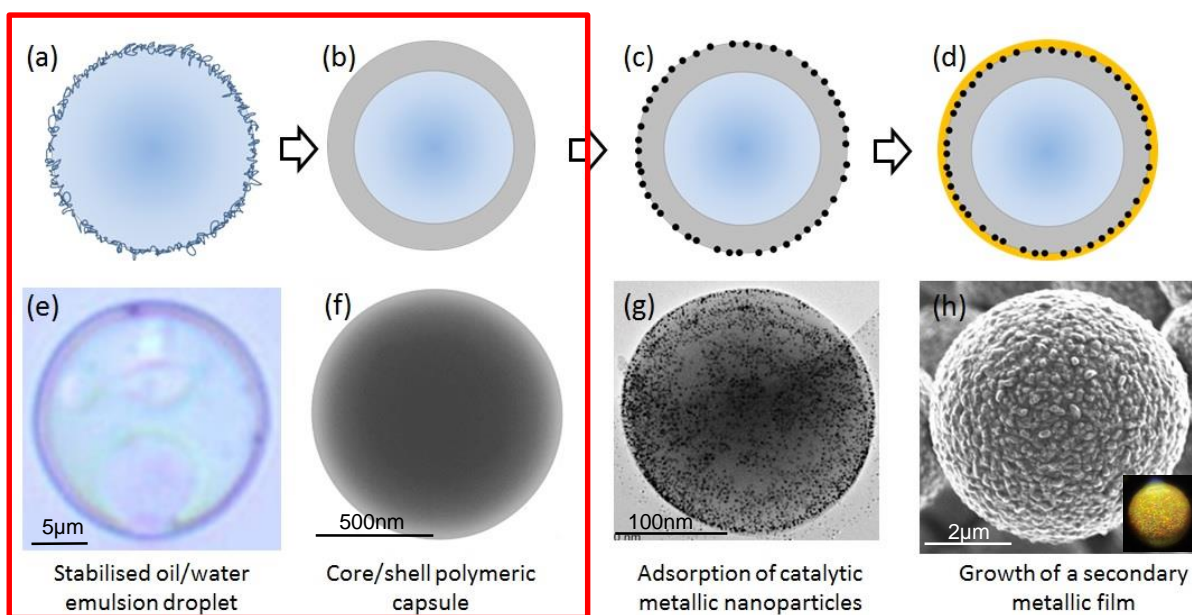 (a)
(b)
(c)
(d)
(e)
(f)
(g)
(h)
5µm
500nm
100nm
2µm
Stabilised oil/water
emulsion droplet
Core/shell polymeric
capsule
Adsorption of catalytic
metallic nanoparticles
Growth of a secondary
metallic film